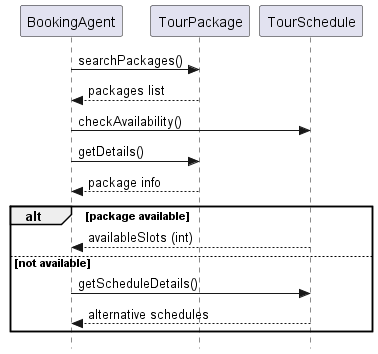 BookingAgent TourPackage TourSchedule
searchPackages()
packages list
checkAvailability()
getDetails()
package info
alt [package available]
availableSlots (int)
[not available]
getScheduleDetails()
alternative schedules